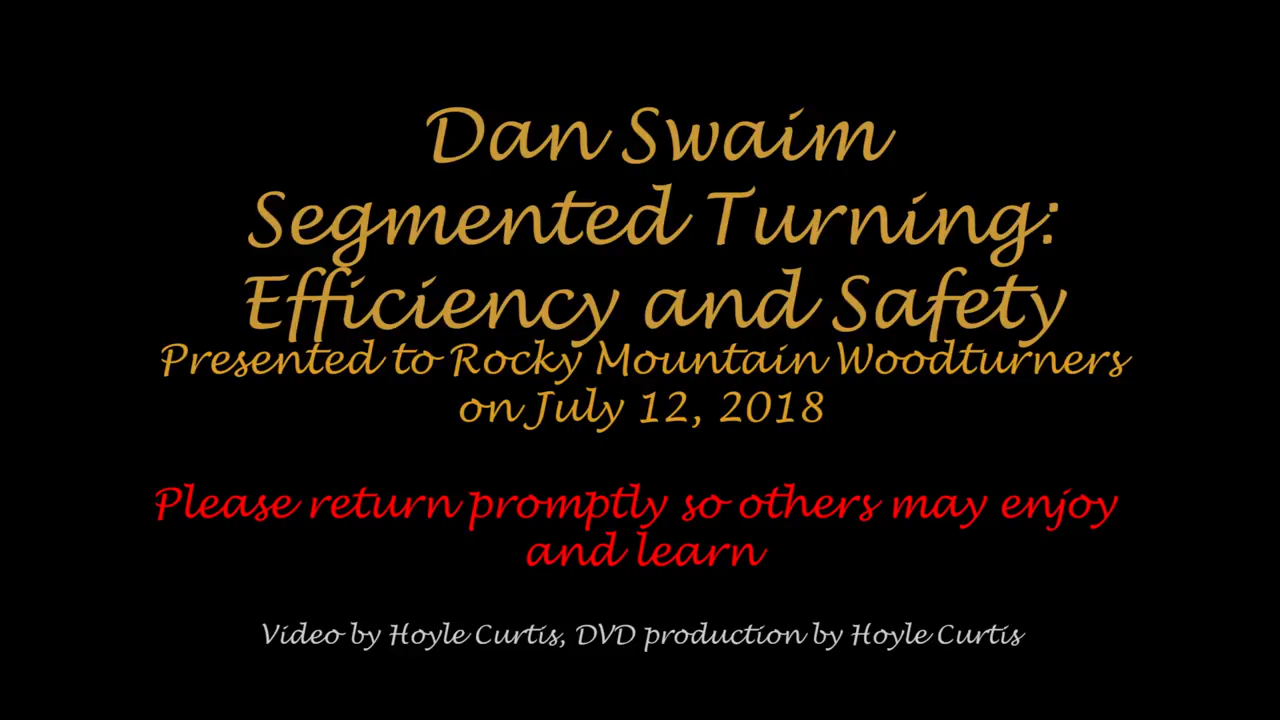 Dan Swaim
Segmented Turning:
Efficiency and Safety
Presented to Rocky Mountain Woodturners
on July 12, 2018
Please return promptly so others may enjoy
and learn
Video by Hoyle Curtis, DVD production by Hoyle Curtis